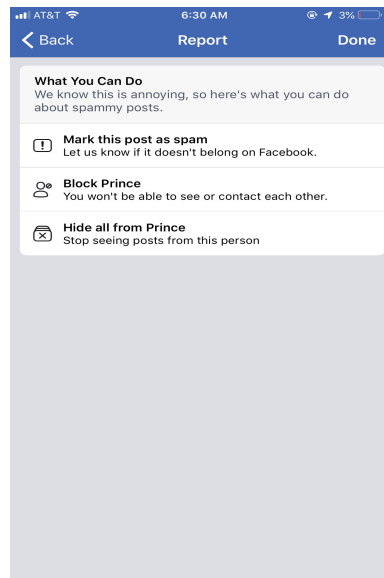 AT&T 6:30 AM 3%
Back Report Done
What You Can Do
We know this is annoying, so here's what you can do
about spammy posts.
Mark this post as spam
Let us know if it doesn't belong on Facebook.
Block Prince
You won't be able to see or contact each other.
Hide all from Prince
Stop seeing posts from this person